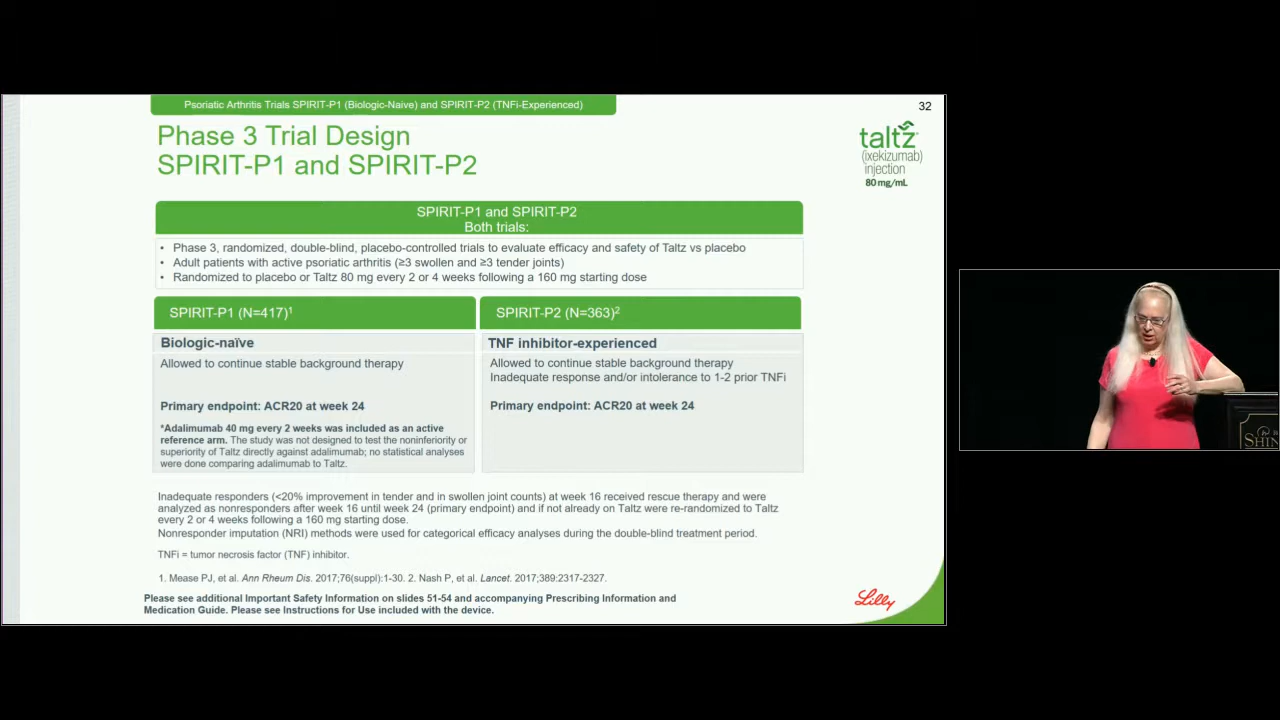 Psoriatic Arthritis Trials SPIRIT-P1 (Biologic-Naive) and SPIRIT-P2 (TNFi-Experienced)
32
Phase 3 Trial Design
SPIRIT-P1 and SPIRIT-P2
taltz
(ixekizumab)
injection
80 mg/mL
SPIRIT-P1 and SPIRIT-P2
Both trials:
• Phase 3, randomized, double-blind, placebo-controlled trials to evaluate efficacy and safety of Taltz vs placebo
• Adult patients with active psoriatic arthritis (≥3 swollen and ≥3 tender joints)
• Randomized to placebo or Taltz 80 mg every 2 or 4 weeks following a 160 mg starting dose
SPIRIT-P1 (N=417)¹
Biologic-naïve
Allowed to continue stable background therapy
Primary endpoint: ACR20 at week 24
*Adalimumab 40 mg every 2 weeks was included as an active
reference arm. The study was not designed to test the noninferiority or
superiority of Taltz directly against adalimumab; no statistical analyses
were done comparing adalimumab to Taltz.
SPIRIT-P2 (N=363)²
TNF inhibitor-experienced
Allowed to continue stable background therapy
Inadequate response and/or intolerance to 1-2 prior TNFi
Primary endpoint: ACR20 at week 24
Inadequate responders (<20% improvement in tender and in swollen joint counts) at week 16 received rescue therapy and were
analyzed as nonresponders after week 16 until week 24 (primary endpoint) and if not already on Taltz were re-randomized to Taltz
every 2 or 4 weeks following a 160 mg starting dose.
Nonresponder imputation (NRI) methods were used for categorical efficacy analyses during the double-blind treatment period.
TNFi = tumor necrosis factor (TNF) inhibitor.
1. Mease PJ, et al. Ann Rheum Dis. 2017;76(suppl):1-30. 2. Nash P, et al. Lancet. 2017;389:2317-2327.
Please see additional Important Safety Information on slides 51-54 and accompanying Prescribing Information and
Medication Guide. Please see Instructions for Use included with the device.
Lilly